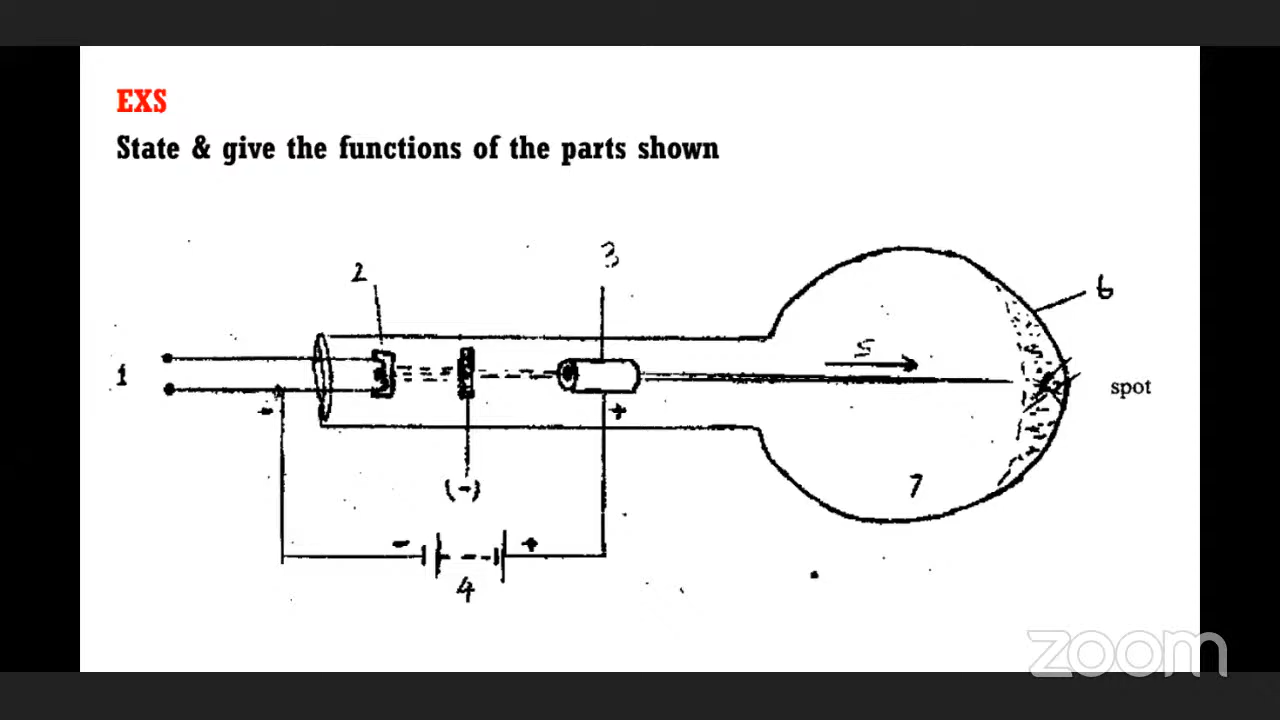 EXS
State & give the functions of the parts shown
3
2
6
5
1
- +
spot
(-)
7
- +
4
zoom